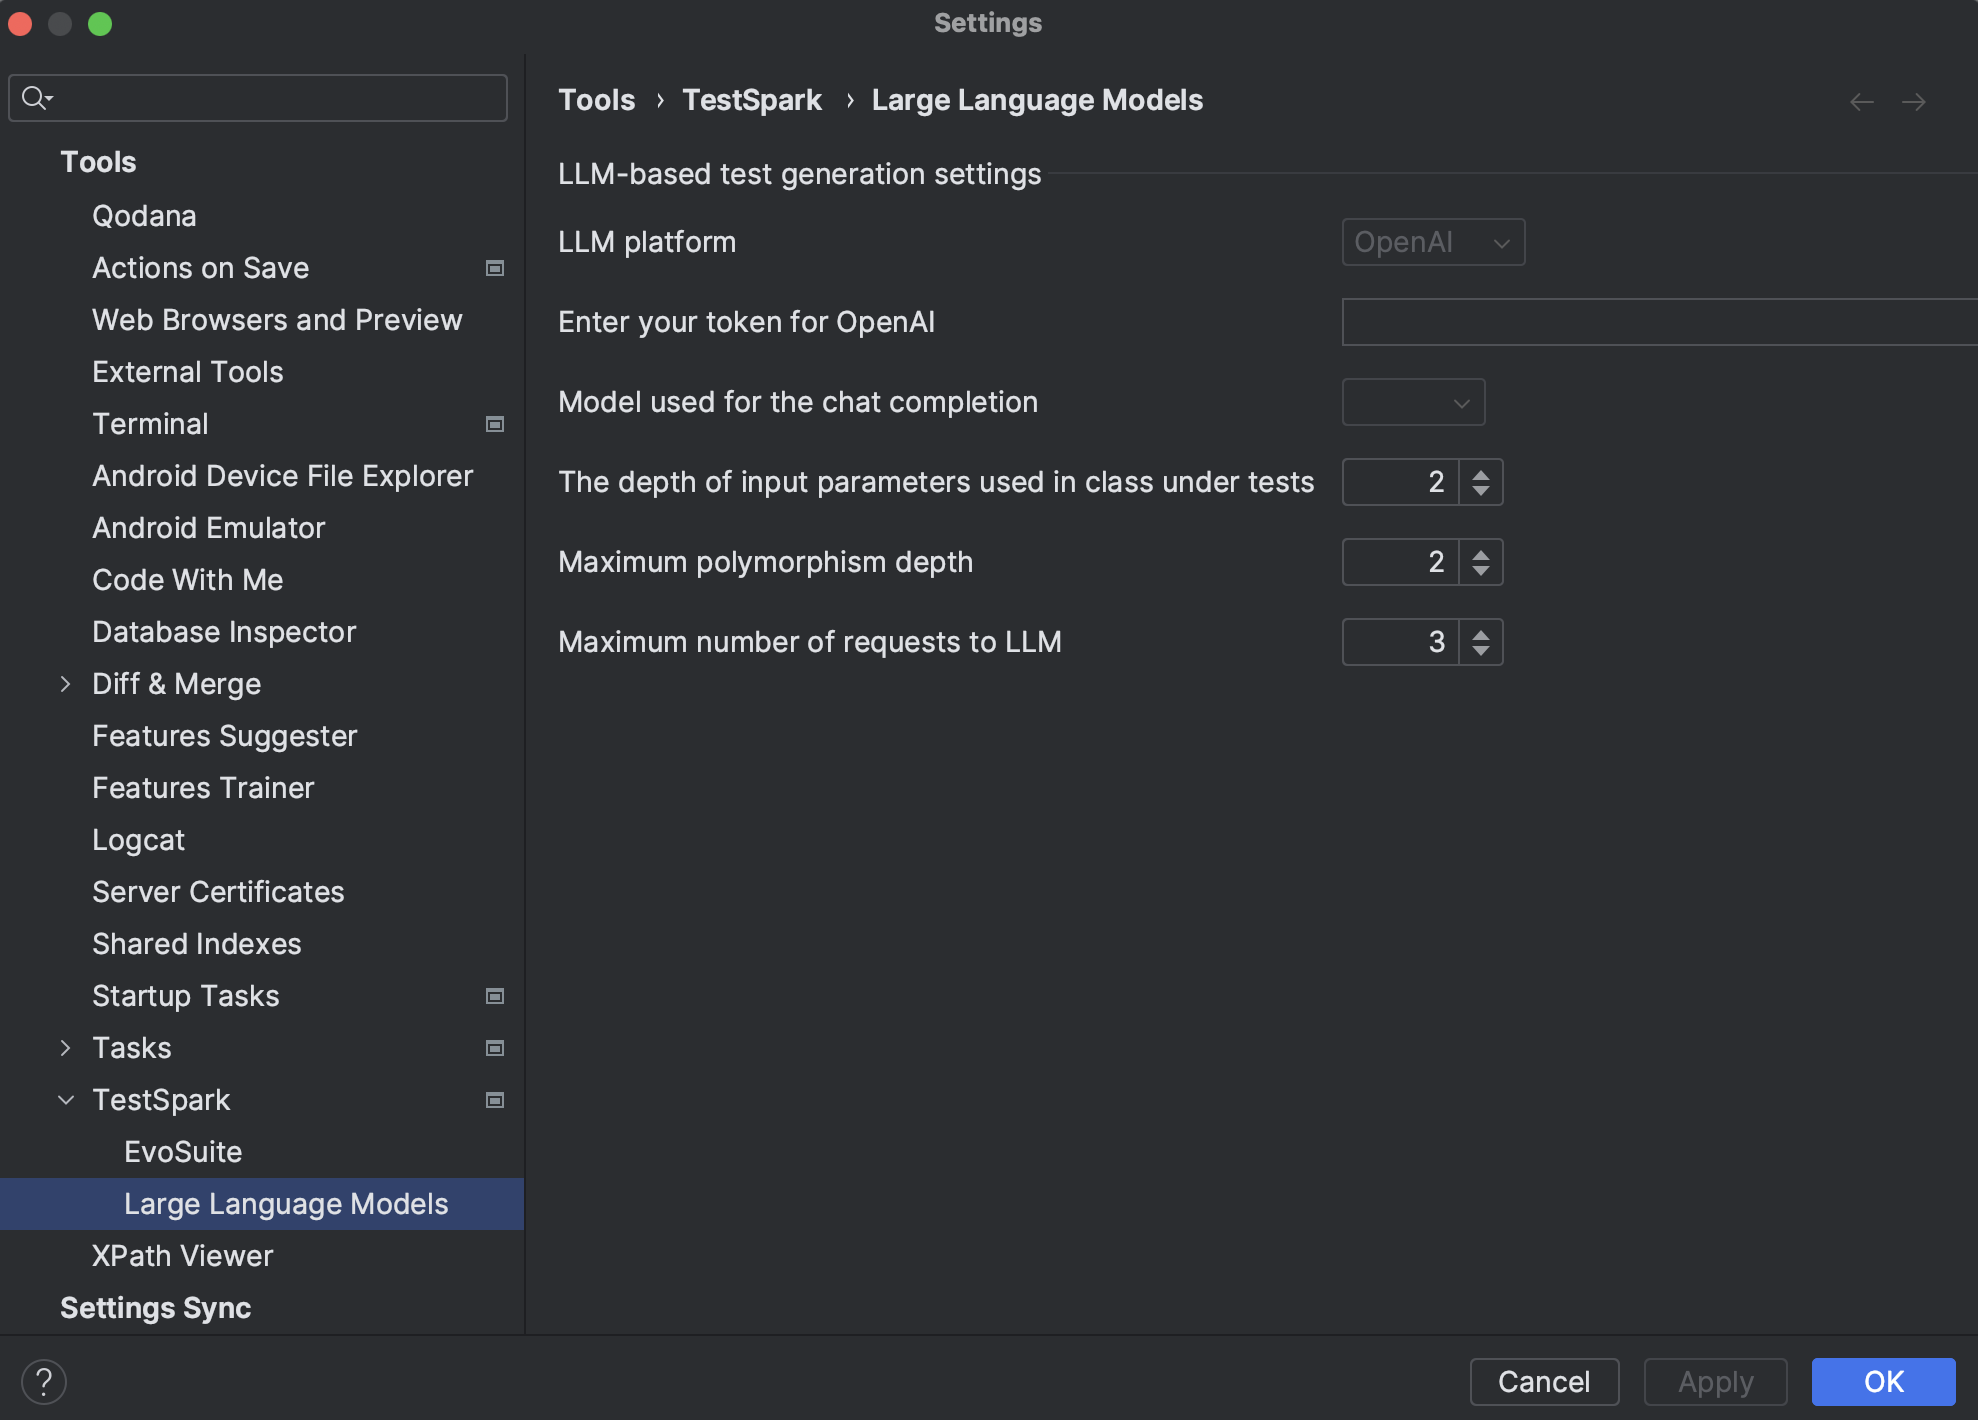 Settings
Tools
Qodana
Actions on Save
Web Browsers and Preview
External Tools
Terminal
Android Device File Explorer
Android Emulator
Code With Me
Database Inspector
Diff & Merge
Features Suggester
Features Trainer
Logcat
Server Certificates
Shared Indexes
Startup Tasks
Tasks
TestSpark
EvoSuite
Large Language Models
XPath Viewer
Settings Sync
Tools › TestSpark › Large Language Models
LLM-based test generation settings
LLM platform OpenAI
Enter your token for OpenAI
Model used for the chat completion
The depth of input parameters used in class under tests 2
Maximum polymorphism depth 2
Maximum number of requests to LLM 3
? Cancel Apply OK